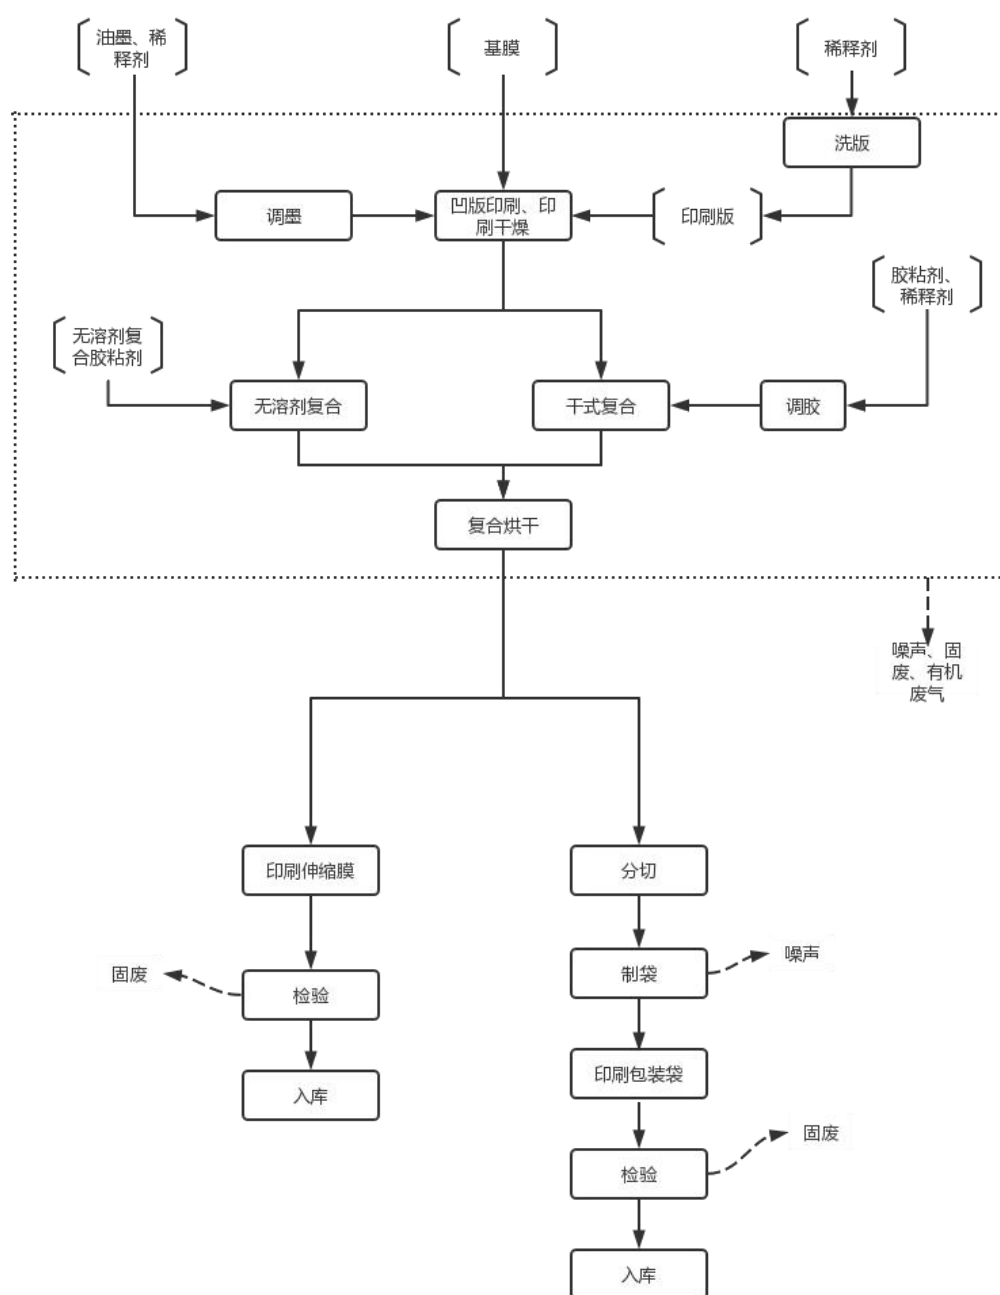 油墨、稀
释剂
基膜
稀释剂
洗版
调墨
凹版印刷、印
刷干燥
印刷版
胶粘剂、
稀释剂
无溶剂复
合胶粘剂
无溶剂复合
干式复合
调胶
复合烘干
噪声、固
废、有机
废气
印刷伸缩膜
分切
固废
检验
制袋
噪声
入库
印刷包装袋
固废
检验
入库